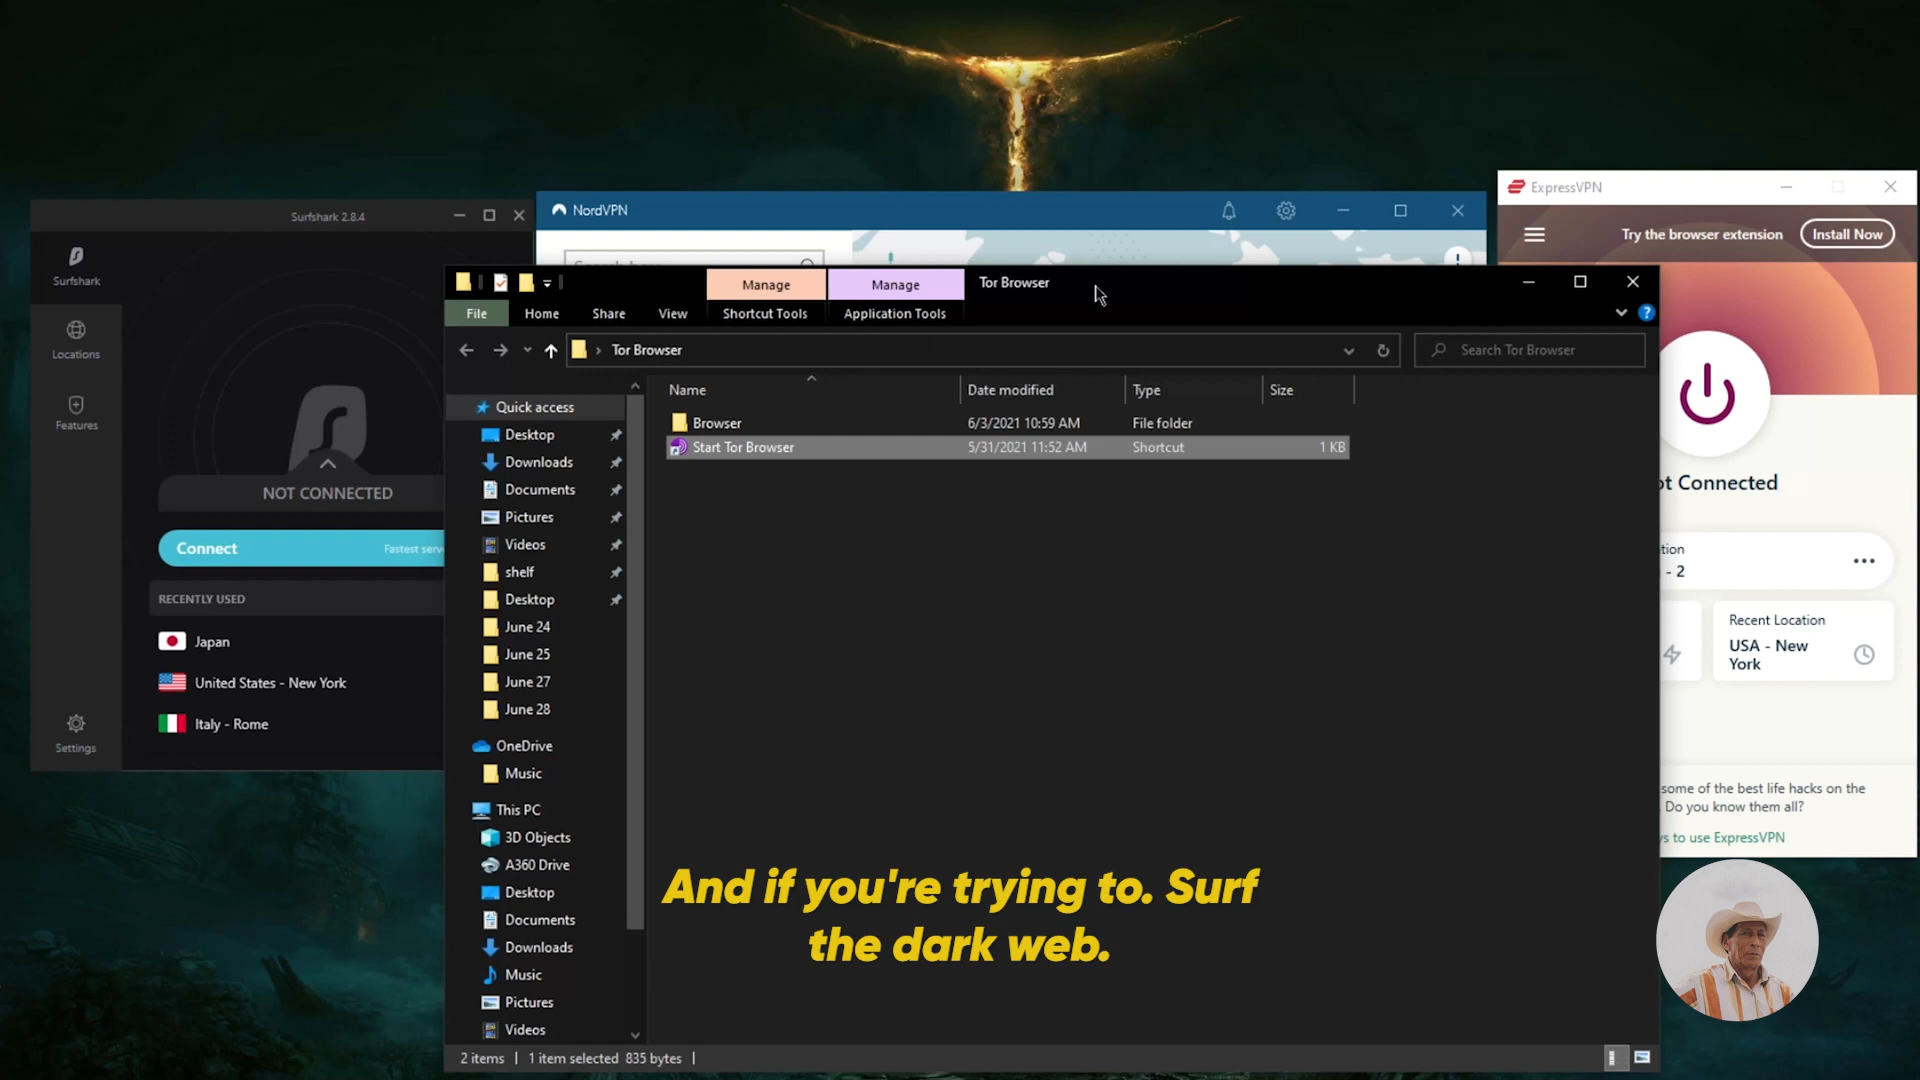 Surfshark 2.8.4
Surfshark
Locations
Features
NOT CONNECTED
Connect
RECENTLY USED
Japan
United States - New York
Italy - Rome
Settings
NordVPN
ExpressVPN
Try the browser extension
Install Now
Manage
Manage
Tor Browser
File
Home
Share
View
Shortcut Tools
Application Tools
Tor Browser
Search Tor Browser
Name
Date modified
Type
Size
Browser
6/3/2021 10:59 AM
File folder
Start Tor Browser
5/31/2021 11:52 AM
Shortcut
1 KB
Quick access
Desktop
Downloads
Documents
Pictures
Videos
shelf
Desktop
June 24
June 25
June 27
June 28
OneDrive
Music
This PC
3D Objects
A360 Drive
Desktop
Documents
Downloads
Music
Pictures
Videos
2 items
1 item selected 835 bytes
Connected
- 2
Recent Location
USA - New
York
some of the best life hacks on the
Do you know them all?
to use ExpressVPN
And if you're trying to. Surf
the dark web.